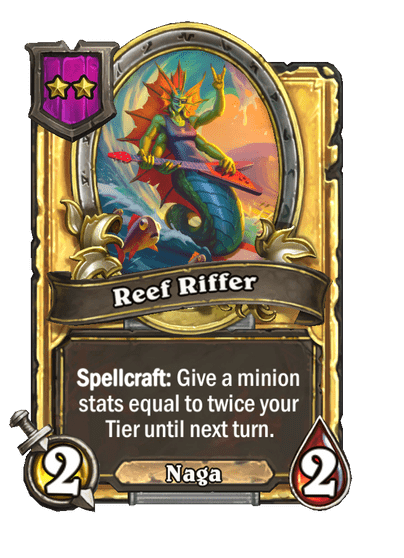 Reef Riffer
Spellcraft: Give a minion
stats equal to twice your
Tier until next turn.
2
Naga
2